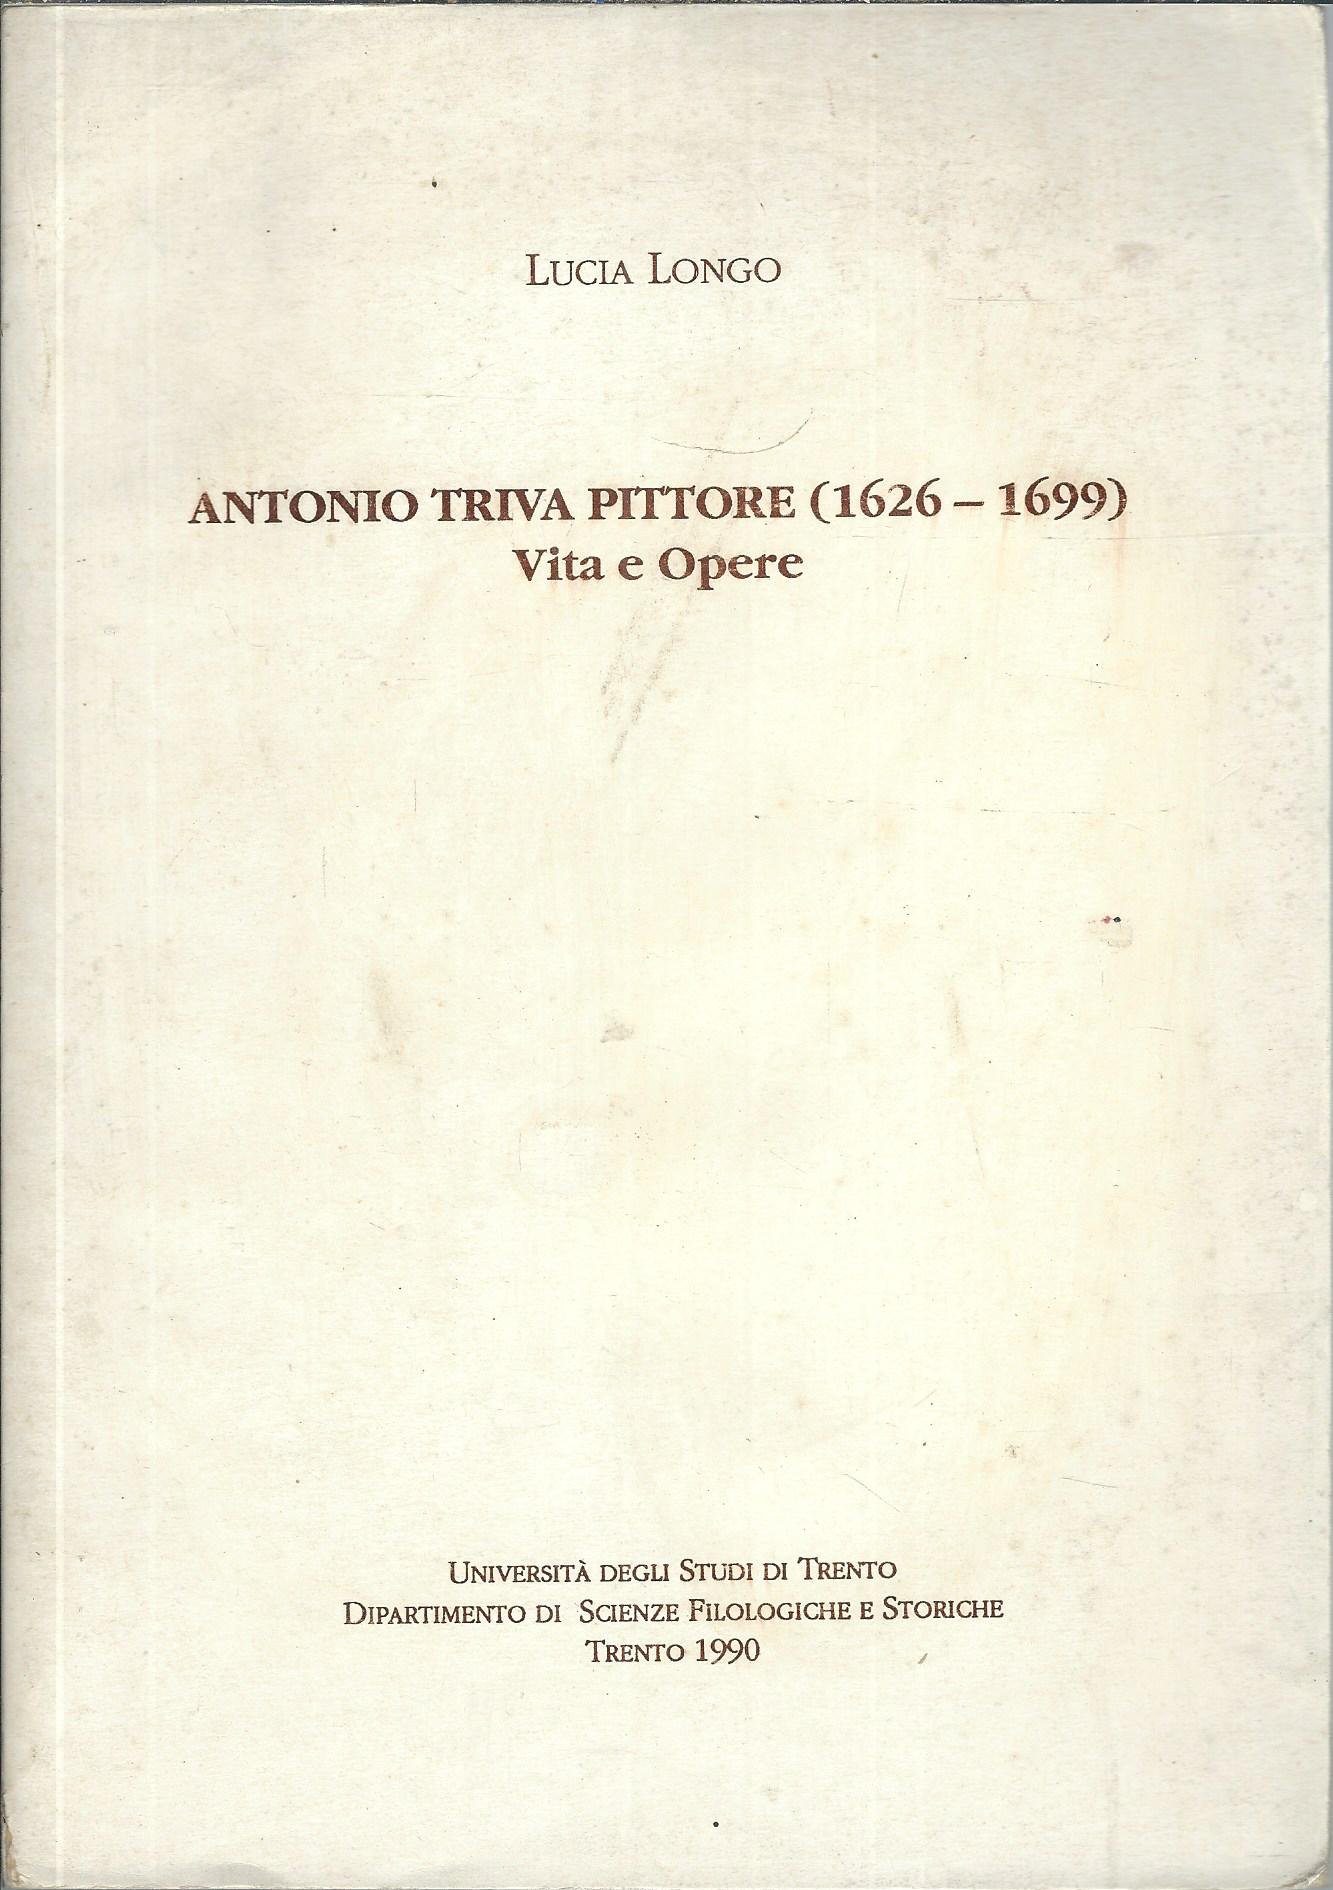 LUCIA LONGO
ANTONIO TRIVA PITTORE (1626 – 1699)
Vita e Opere
UNIVERSITÀ DEGLI STUDI DI TRENTO
DIPARTIMENTO DI SCIENZE FILOLOGICHE E STORICHE
TRENTO 1990